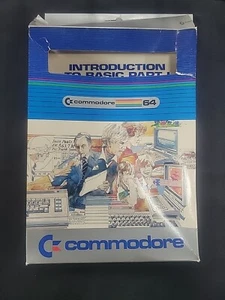 INTRODUCTION
TO BASIC PART I
commodore 64
commodore